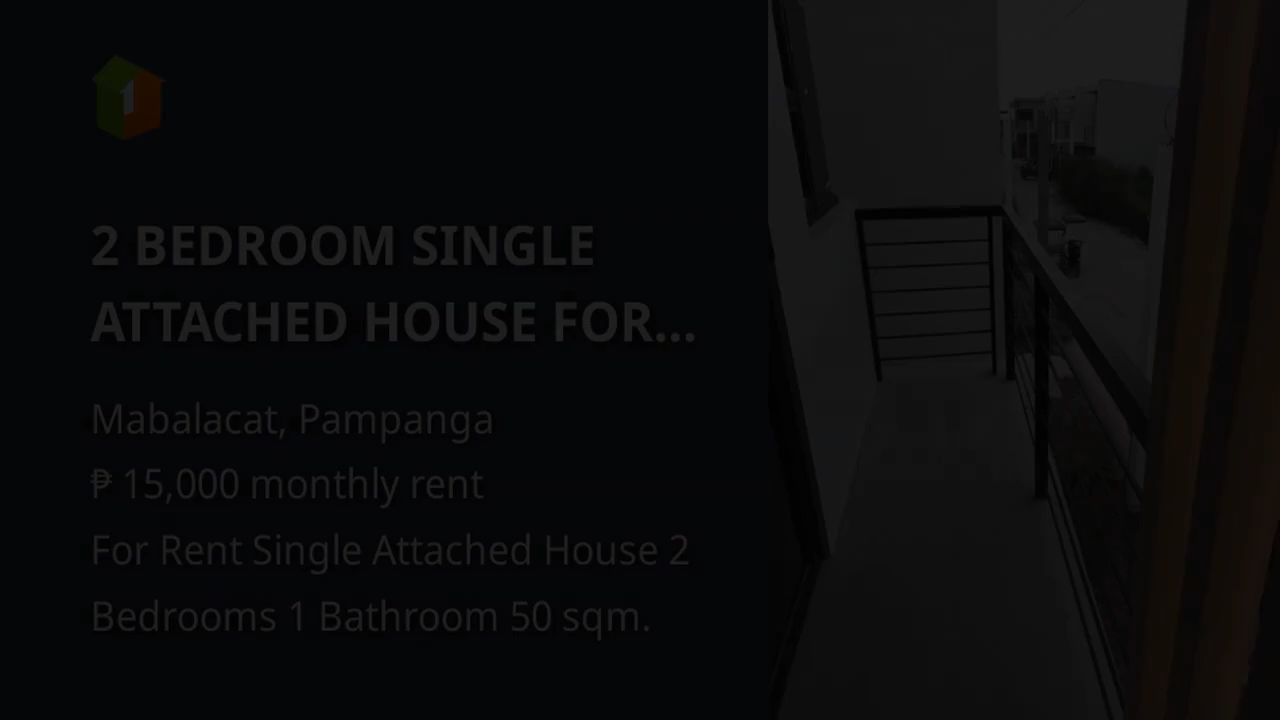 1
2 BEDROOM SINGLE
ATTACHED HOUSE FOR...
Mabalacat, Pampanga
₱ 15,000 monthly rent
For Rent Single Attached House 2
Bedrooms 1 Bathroom 50 sqm.